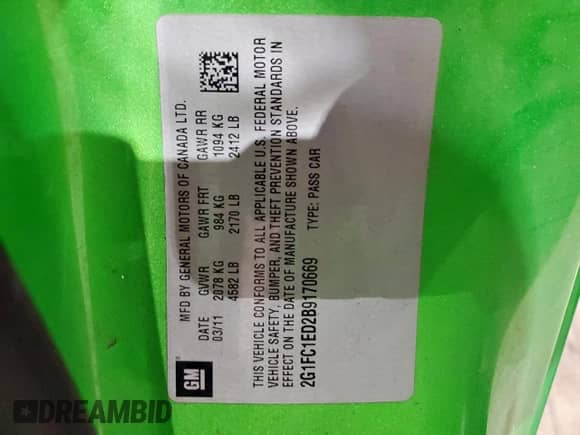 MFD BY GENERAL MOTORS OF CANADA LTD.
DATE GVWR GAWR FRT GAWR RR
03/11 2078 KG 984 KG 1094 KG
4582 LB 2170 LB 2412 LB
THIS VEHICLE CONFORMS TO ALL APPLICABLE U.S. FEDERAL MOTOR
VEHICLE SAFETY, BUMPER, AND THEFT PREVENTION STANDARDS IN
EFFECT ON THE DATE OF MANUFACTURE SHOWN ABOVE.
2G1FC1ED2B9170669 TYPE: PASS CAR
GM
DREAMBID